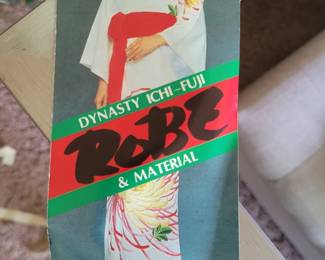 DYNASTY ICHI-FUJI
ROBE
& MATERIAL